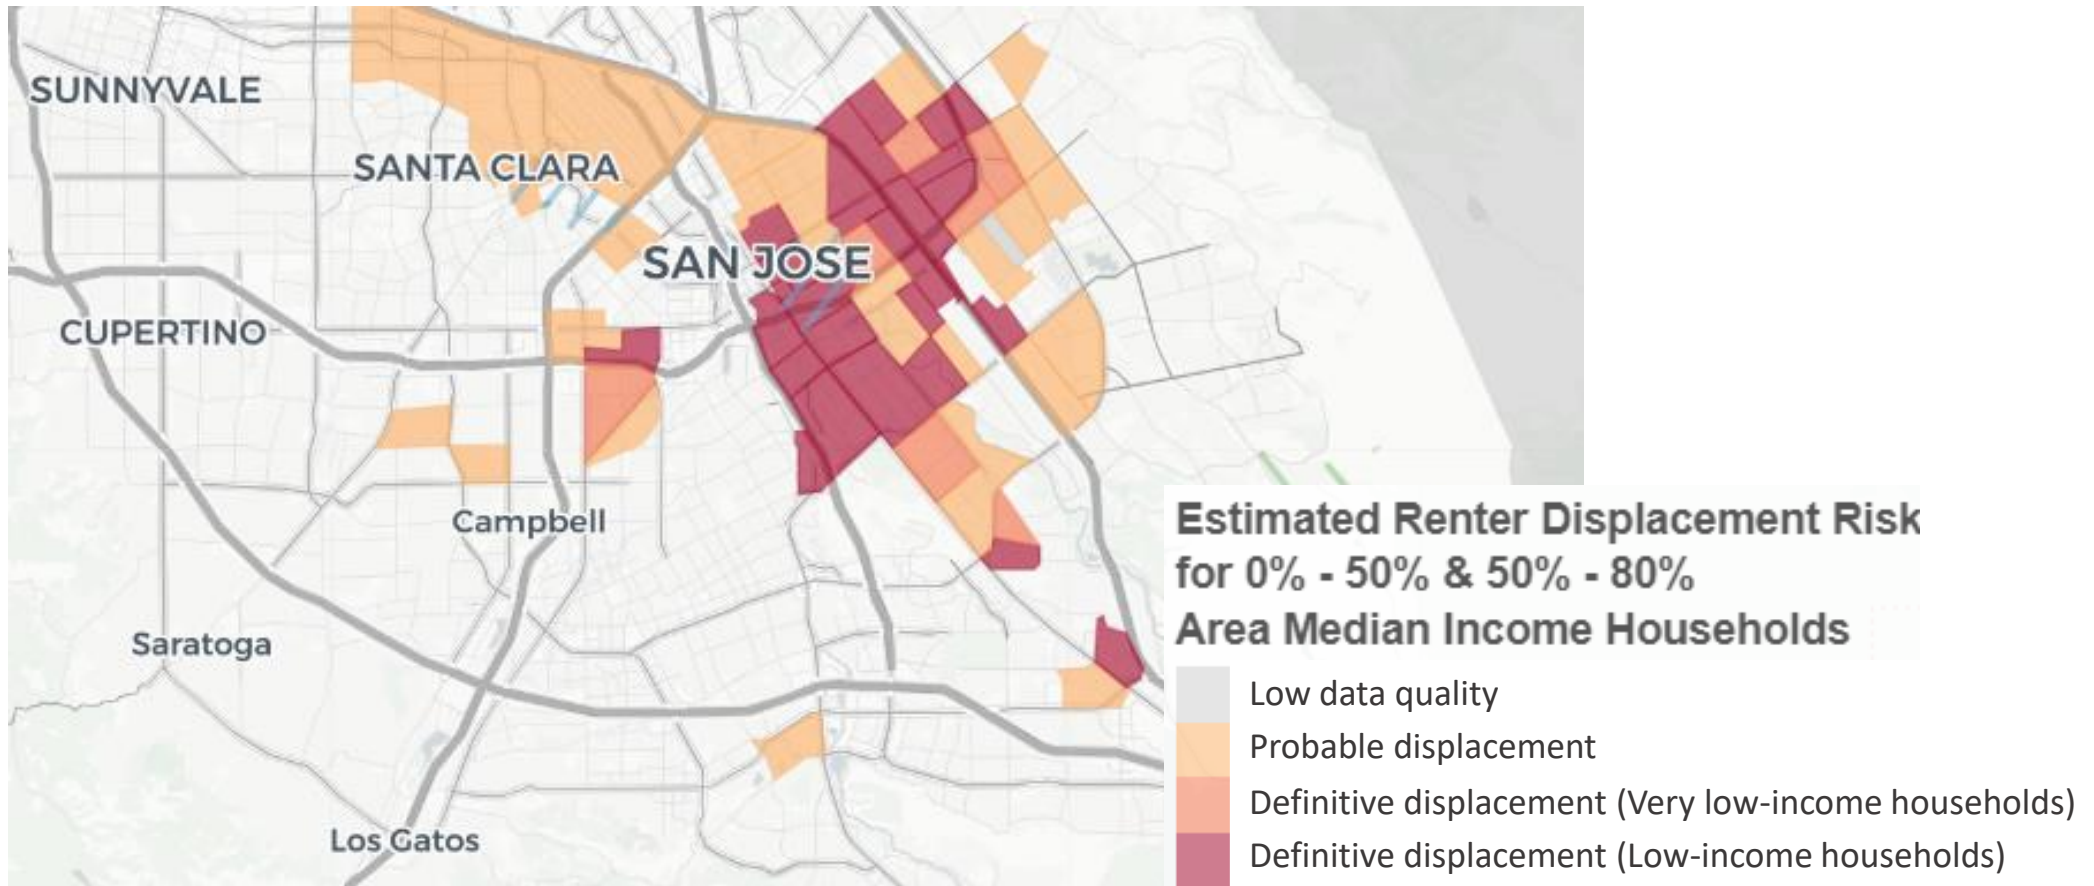 SUNNYVALE
SANTA CLARA
SAN JOSE
CUPERTINO
Campbell
Saratoga
Los Gatos
Estimated Renter Displacement Risk
for 0% - 50% & 50% - 80%
Area Median Income Households
Low data quality
Probable displacement
Definitive displacement (Very low-income households)
Definitive displacement (Low-income households)